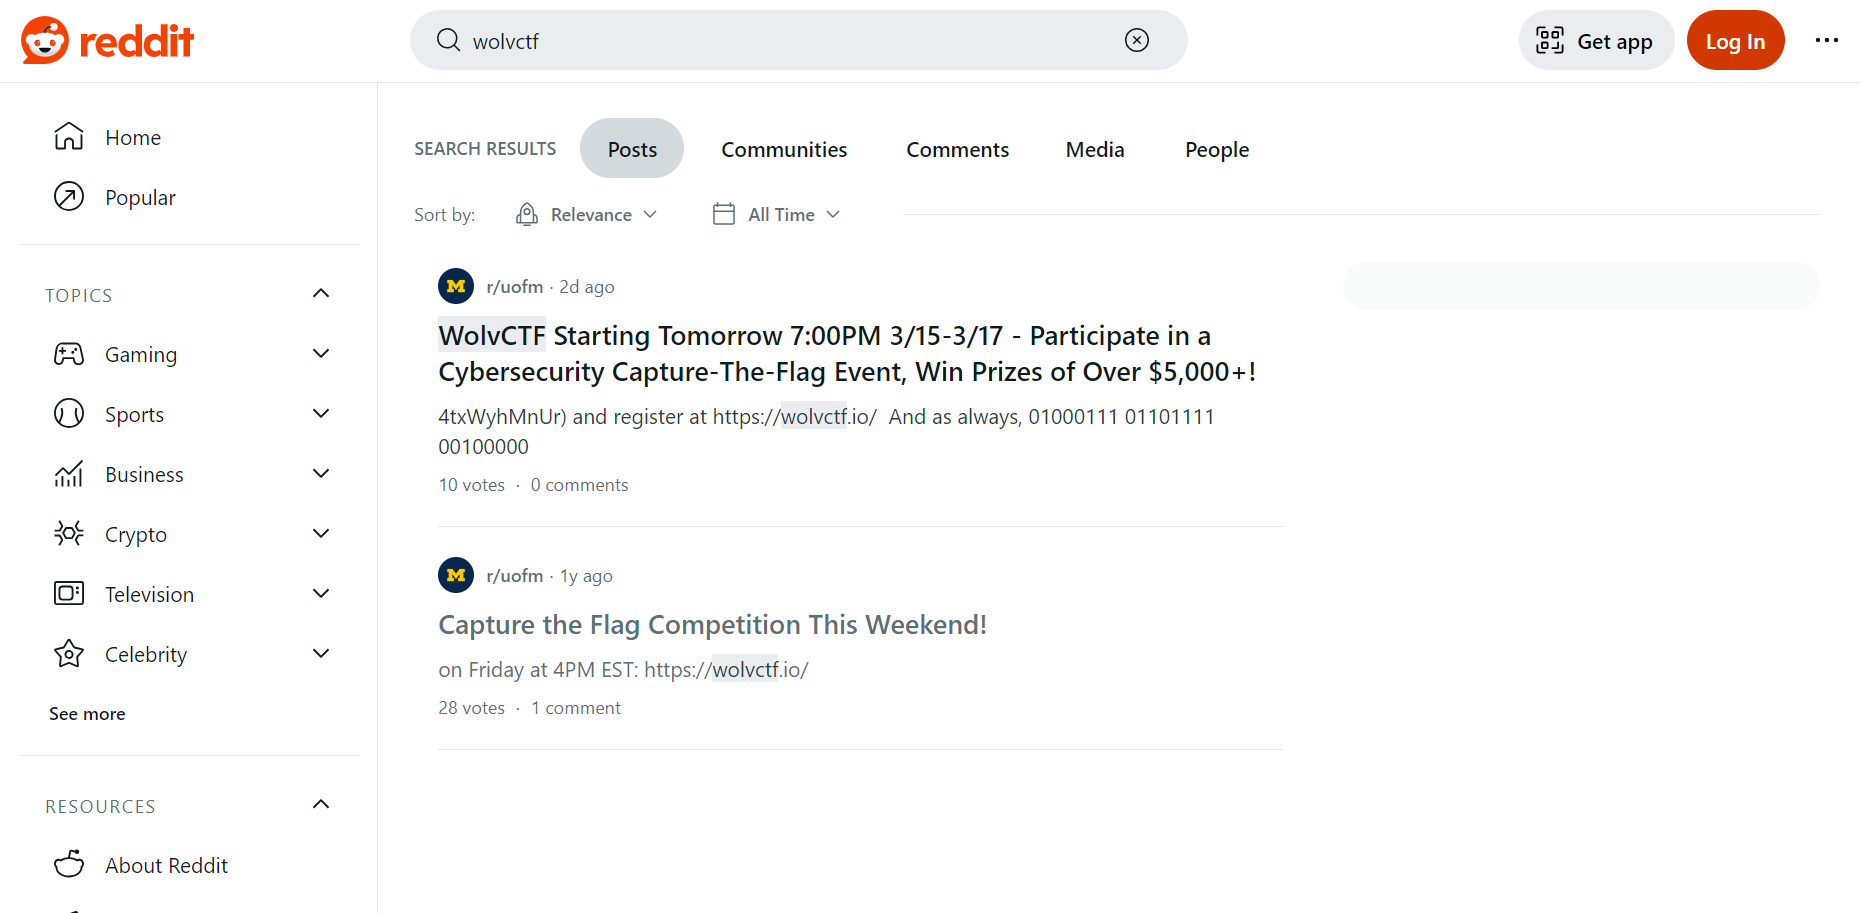 reddit
wolvctf
Get app
Log In
Home
Popular
TOPICS
Gaming
Sports
Business
Crypto
Television
Celebrity
See more
RESOURCES
About Reddit
SEARCH RESULTS Posts Communities Comments Media People
Sort by: Relevance All Time
r/uofm · 2d ago
WolvCTF Starting Tomorrow 7:00PM 3/15-3/17 - Participate in a
Cybersecurity Capture-The-Flag Event, Win Prizes of Over $5,000+!
4txWyhMnUr) and register at https://wolvctf.io/ And as always, 01000111 01101111
00100000
10 votes · 0 comments
r/uofm · 1y ago
Capture the Flag Competition This Weekend!
on Friday at 4PM EST: https://wolvctf.io/
28 votes · 1 comment